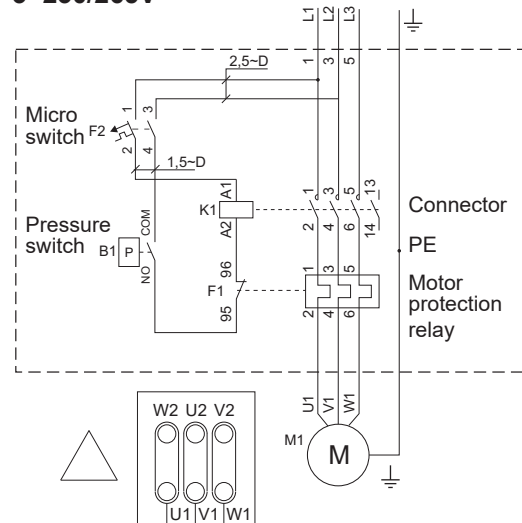 L1 L2 L3
1 3 5
2,5~D
Micro
switch
F2
1 3
2 4
1,5~D
A1
K1
A2
1 3 5 13
2 4 6 14
Connector
Pressure
switch
B1
P
COM
NO
PE
96
F1
95
1 3 5
2 4 6
Motor
protection
relay
U1 V1 W1
M1
M
W2 U2 V2
U1 V1 W1